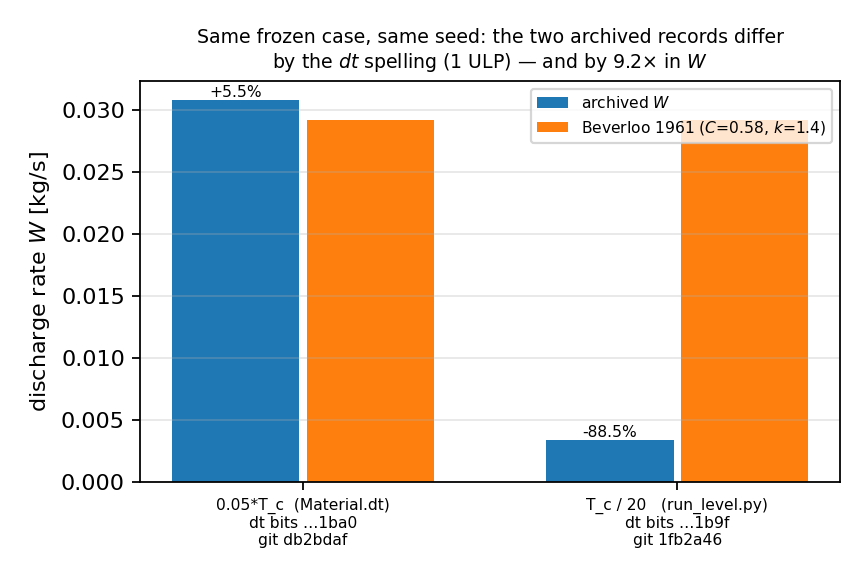 Same frozen case, same seed: the two archived records differ
by the dt spelling (1 ULP) — and by 9.2× in W
+5.5%
archived W
Beverloo 1961 (C=0.58, k=1.4)
-88.5%
discharge rate W [kg/s]
0.030
0.025
0.020
0.015
0.010
0.005
0.000
0.05*T_c  (Material.dt)
dt bits ...1ba0
git db2bdaf
T_c / 20   (run_level.py)
dt bits ...1b9f
git 1fb2a46